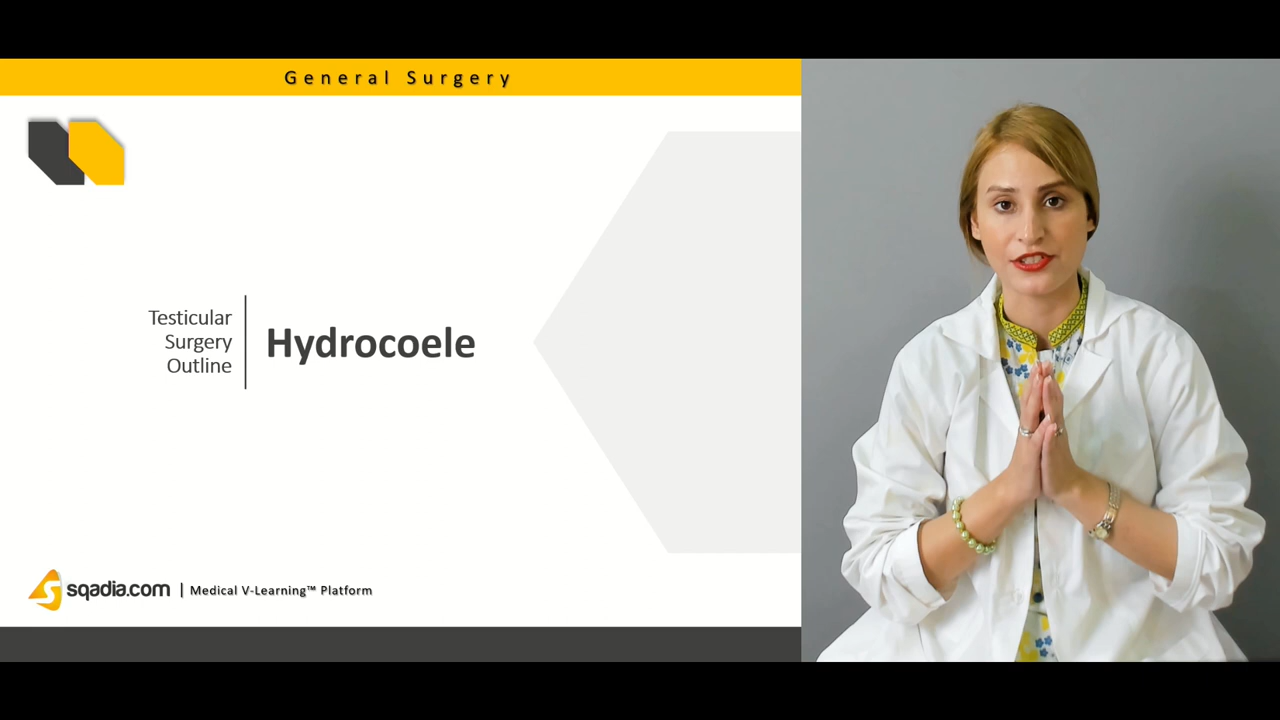 General Surgery
Testicular
Surgery
Outline
Hydrocoele
sqadia.com | Medical V-Learning™ Platform